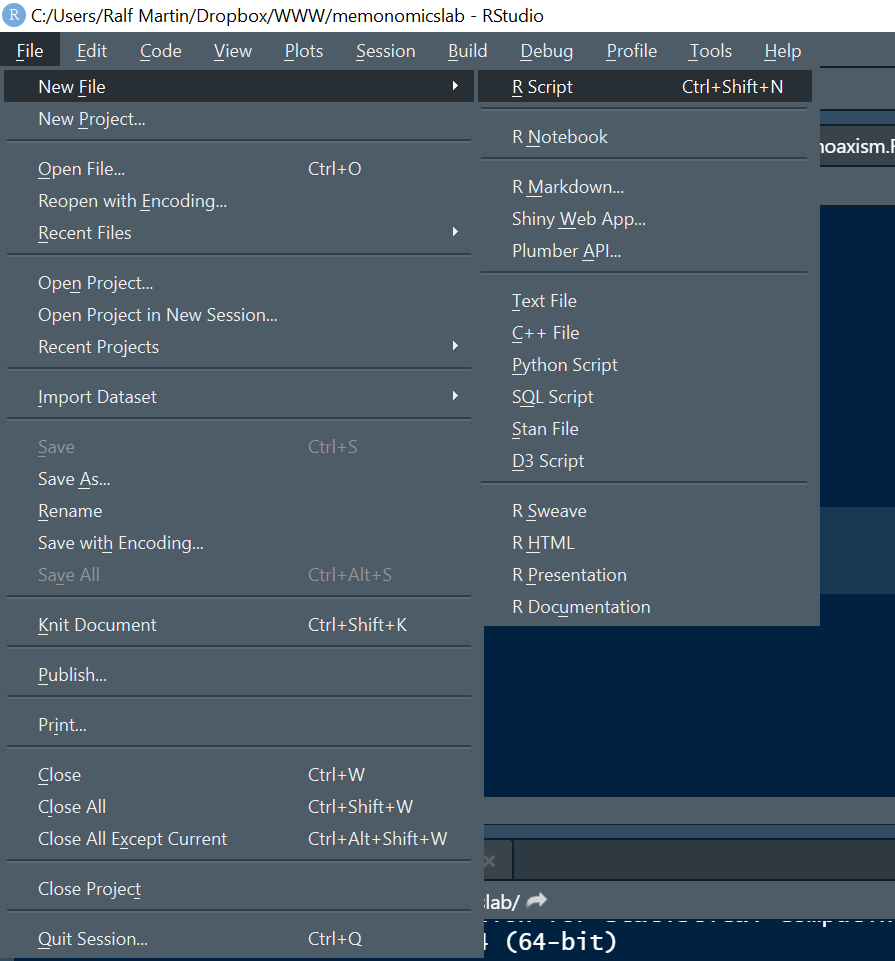 R C:/Users/Ralf Martin/Dropbox/WWW/memonomicslab - RStudio
File Edit Code View Plots Session Build Debug Profile Tools Help
New File
New Project...
Open File... Ctrl+O
Reopen with Encoding...
Recent Files
Open Project...
Open Project in New Session...
Recent Projects
Import Dataset
Save Ctrl+S
Save As...
Rename
Save with Encoding...
Save All Ctrl+Alt+S
Knit Document Ctrl+Shift+K
Publish...
Print...
Close Ctrl+W
Close All Ctrl+Shift+W
Close All Except Current Ctrl+Alt+Shift+W
Close Project
Quit Session... Ctrl+Q
R Script Ctrl+Shift+N
R Notebook
R Markdown...
Shiny Web App...
Plumber API...
Text File
C++ File
Python Script
SQL Script
Stan File
D3 Script
R Sweave
R HTML
R Presentation
R Documentation
noaxism.R
slab/
4 (64-bit)